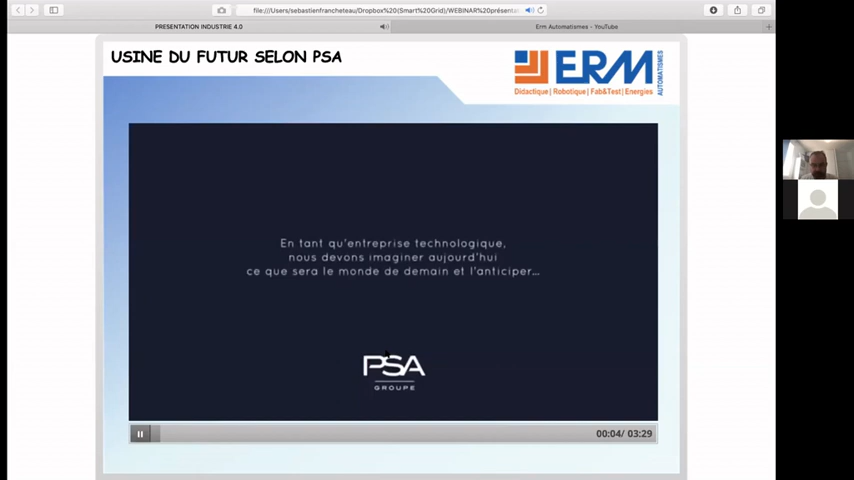 file:///Users/sebastienfrancheteau/Dropbox%20(Smart%20Grid)/WEBINAR%20présentat
PRESENTATION INDUSTRIE 4.0
Erm Automatismes - YouTube
USINE DU FUTUR SELON PSA
ERM
AUTOMATISMES
Didactique| Robotique | Fab&Test| Energies
En tant qu'entreprise technologique,
nous devons imaginer aujourd'hui
ce que sera le monde de demain et l'anticiper...
PSA
GROUPE
00:04/ 03:29